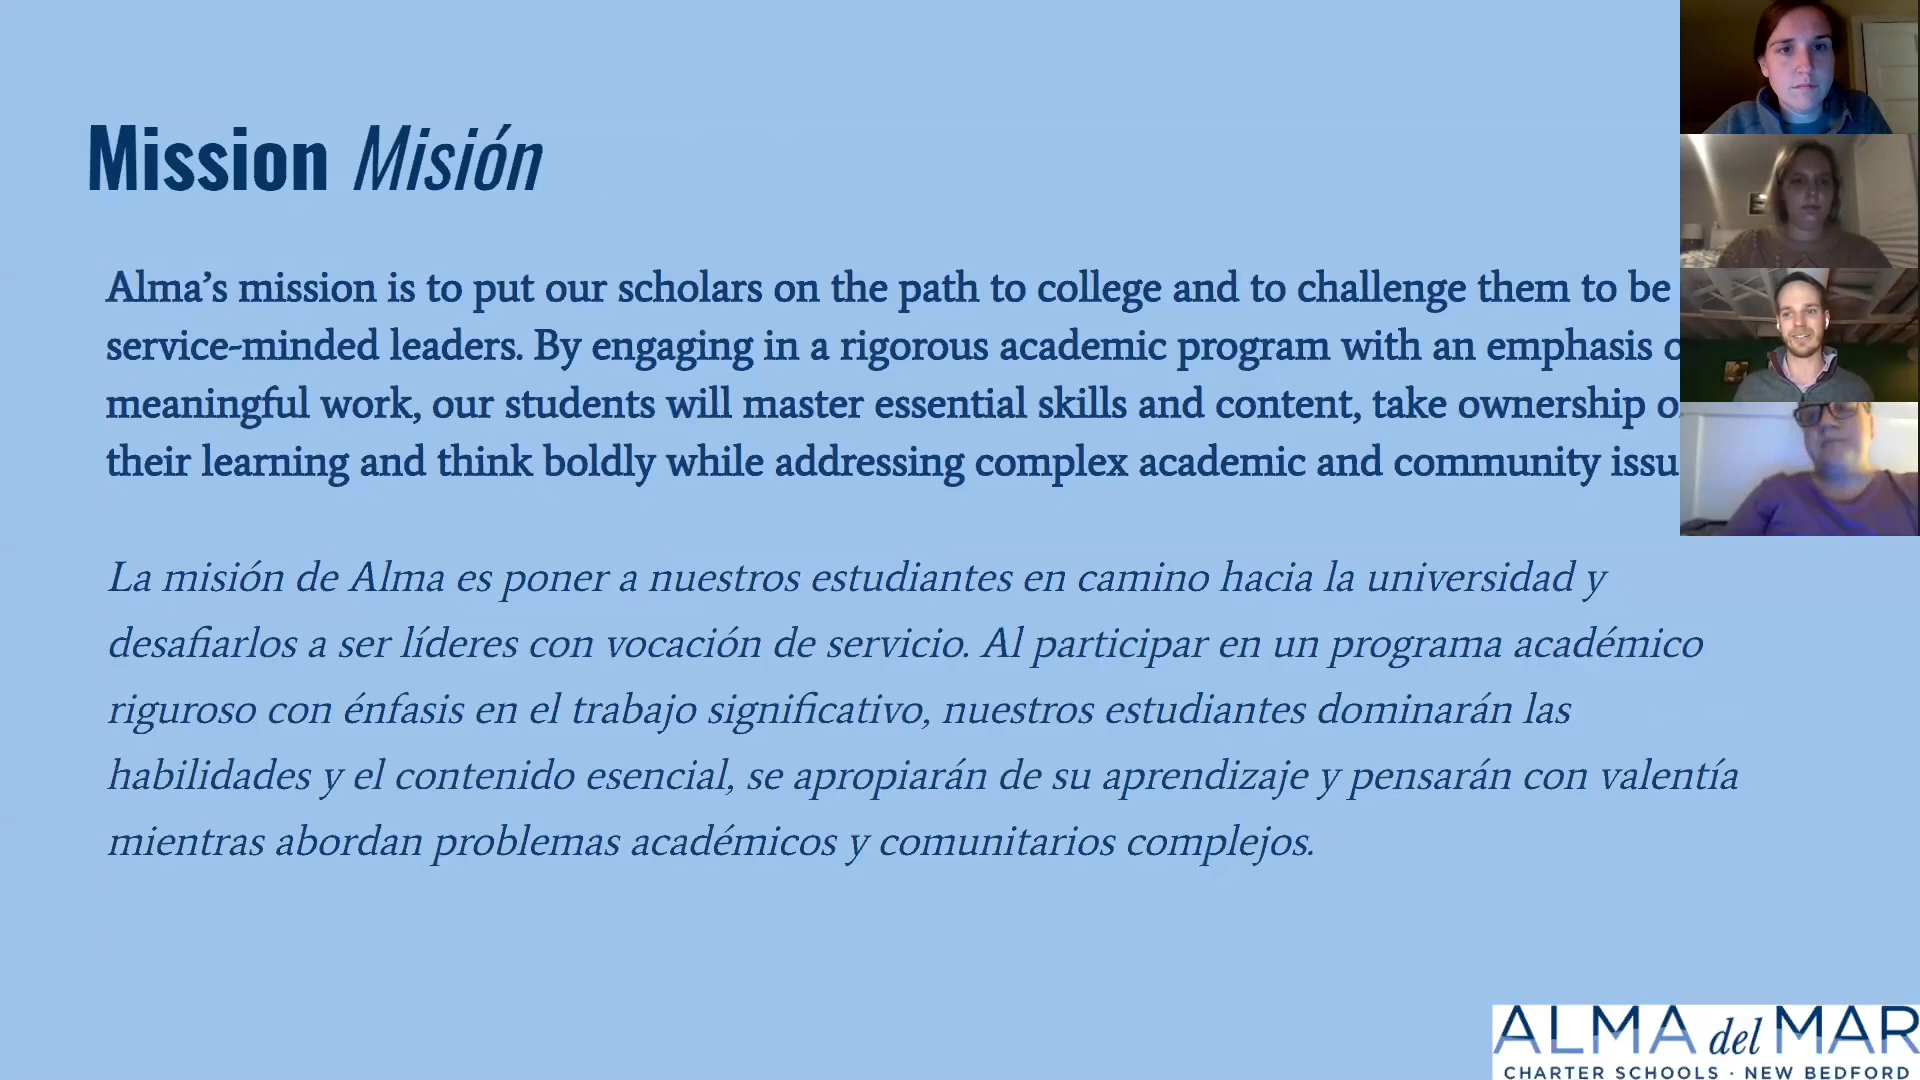 Mission Misión
Alma’s mission is to put our scholars on the path to college and to challenge them to be
service-minded leaders. By engaging in a rigorous academic program with an emphasis
meaningful work, our students will master essential skills and content, take ownership
their learning and think boldly while addressing complex academic and community
La misión de Alma es poner a nuestros estudiantes en camino hacia la universidad y
desafiarlos a ser líderes con vocación de servicio. Al participar en un programa académico
riguroso con énfasis en el trabajo significativo, nuestros estudiantes dominarán las
habilidades y el contenido esencial, se apropiarán de su aprendizaje y pensarán con valentía
mientras abordan problemas académicos y comunitarios complejos.
ALMA del MAR
CHARTER SCHOOLS · NEW BEDFORD